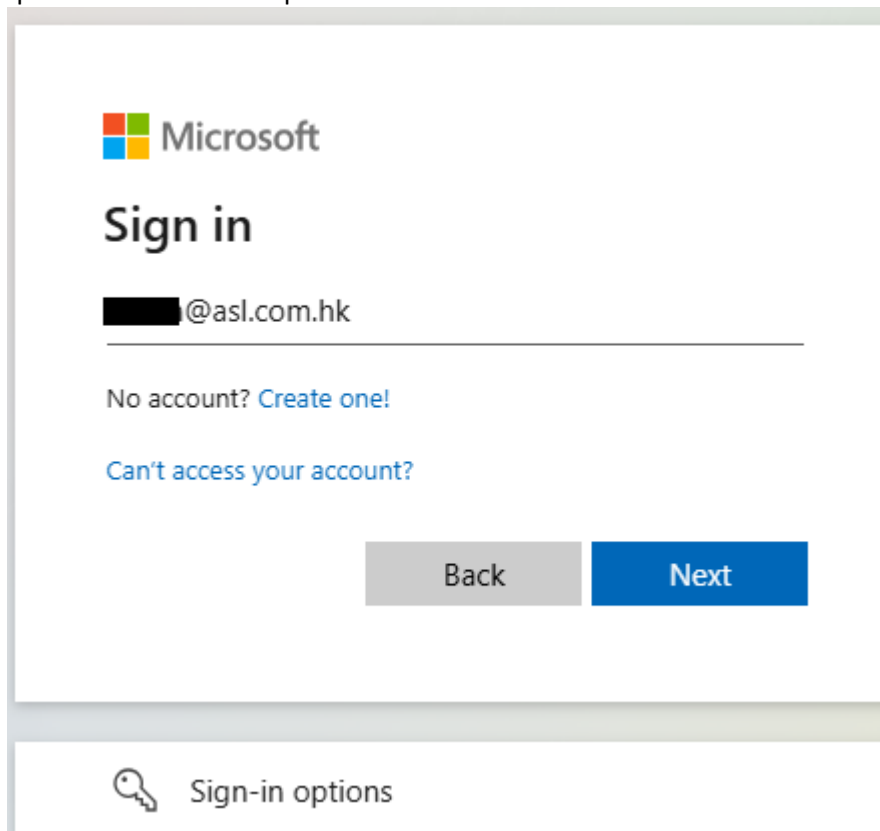 Microsoft
Sign in
@asl.com.hk
No account? Create one!
Can't access your account?
Back
Next
Sign-in options